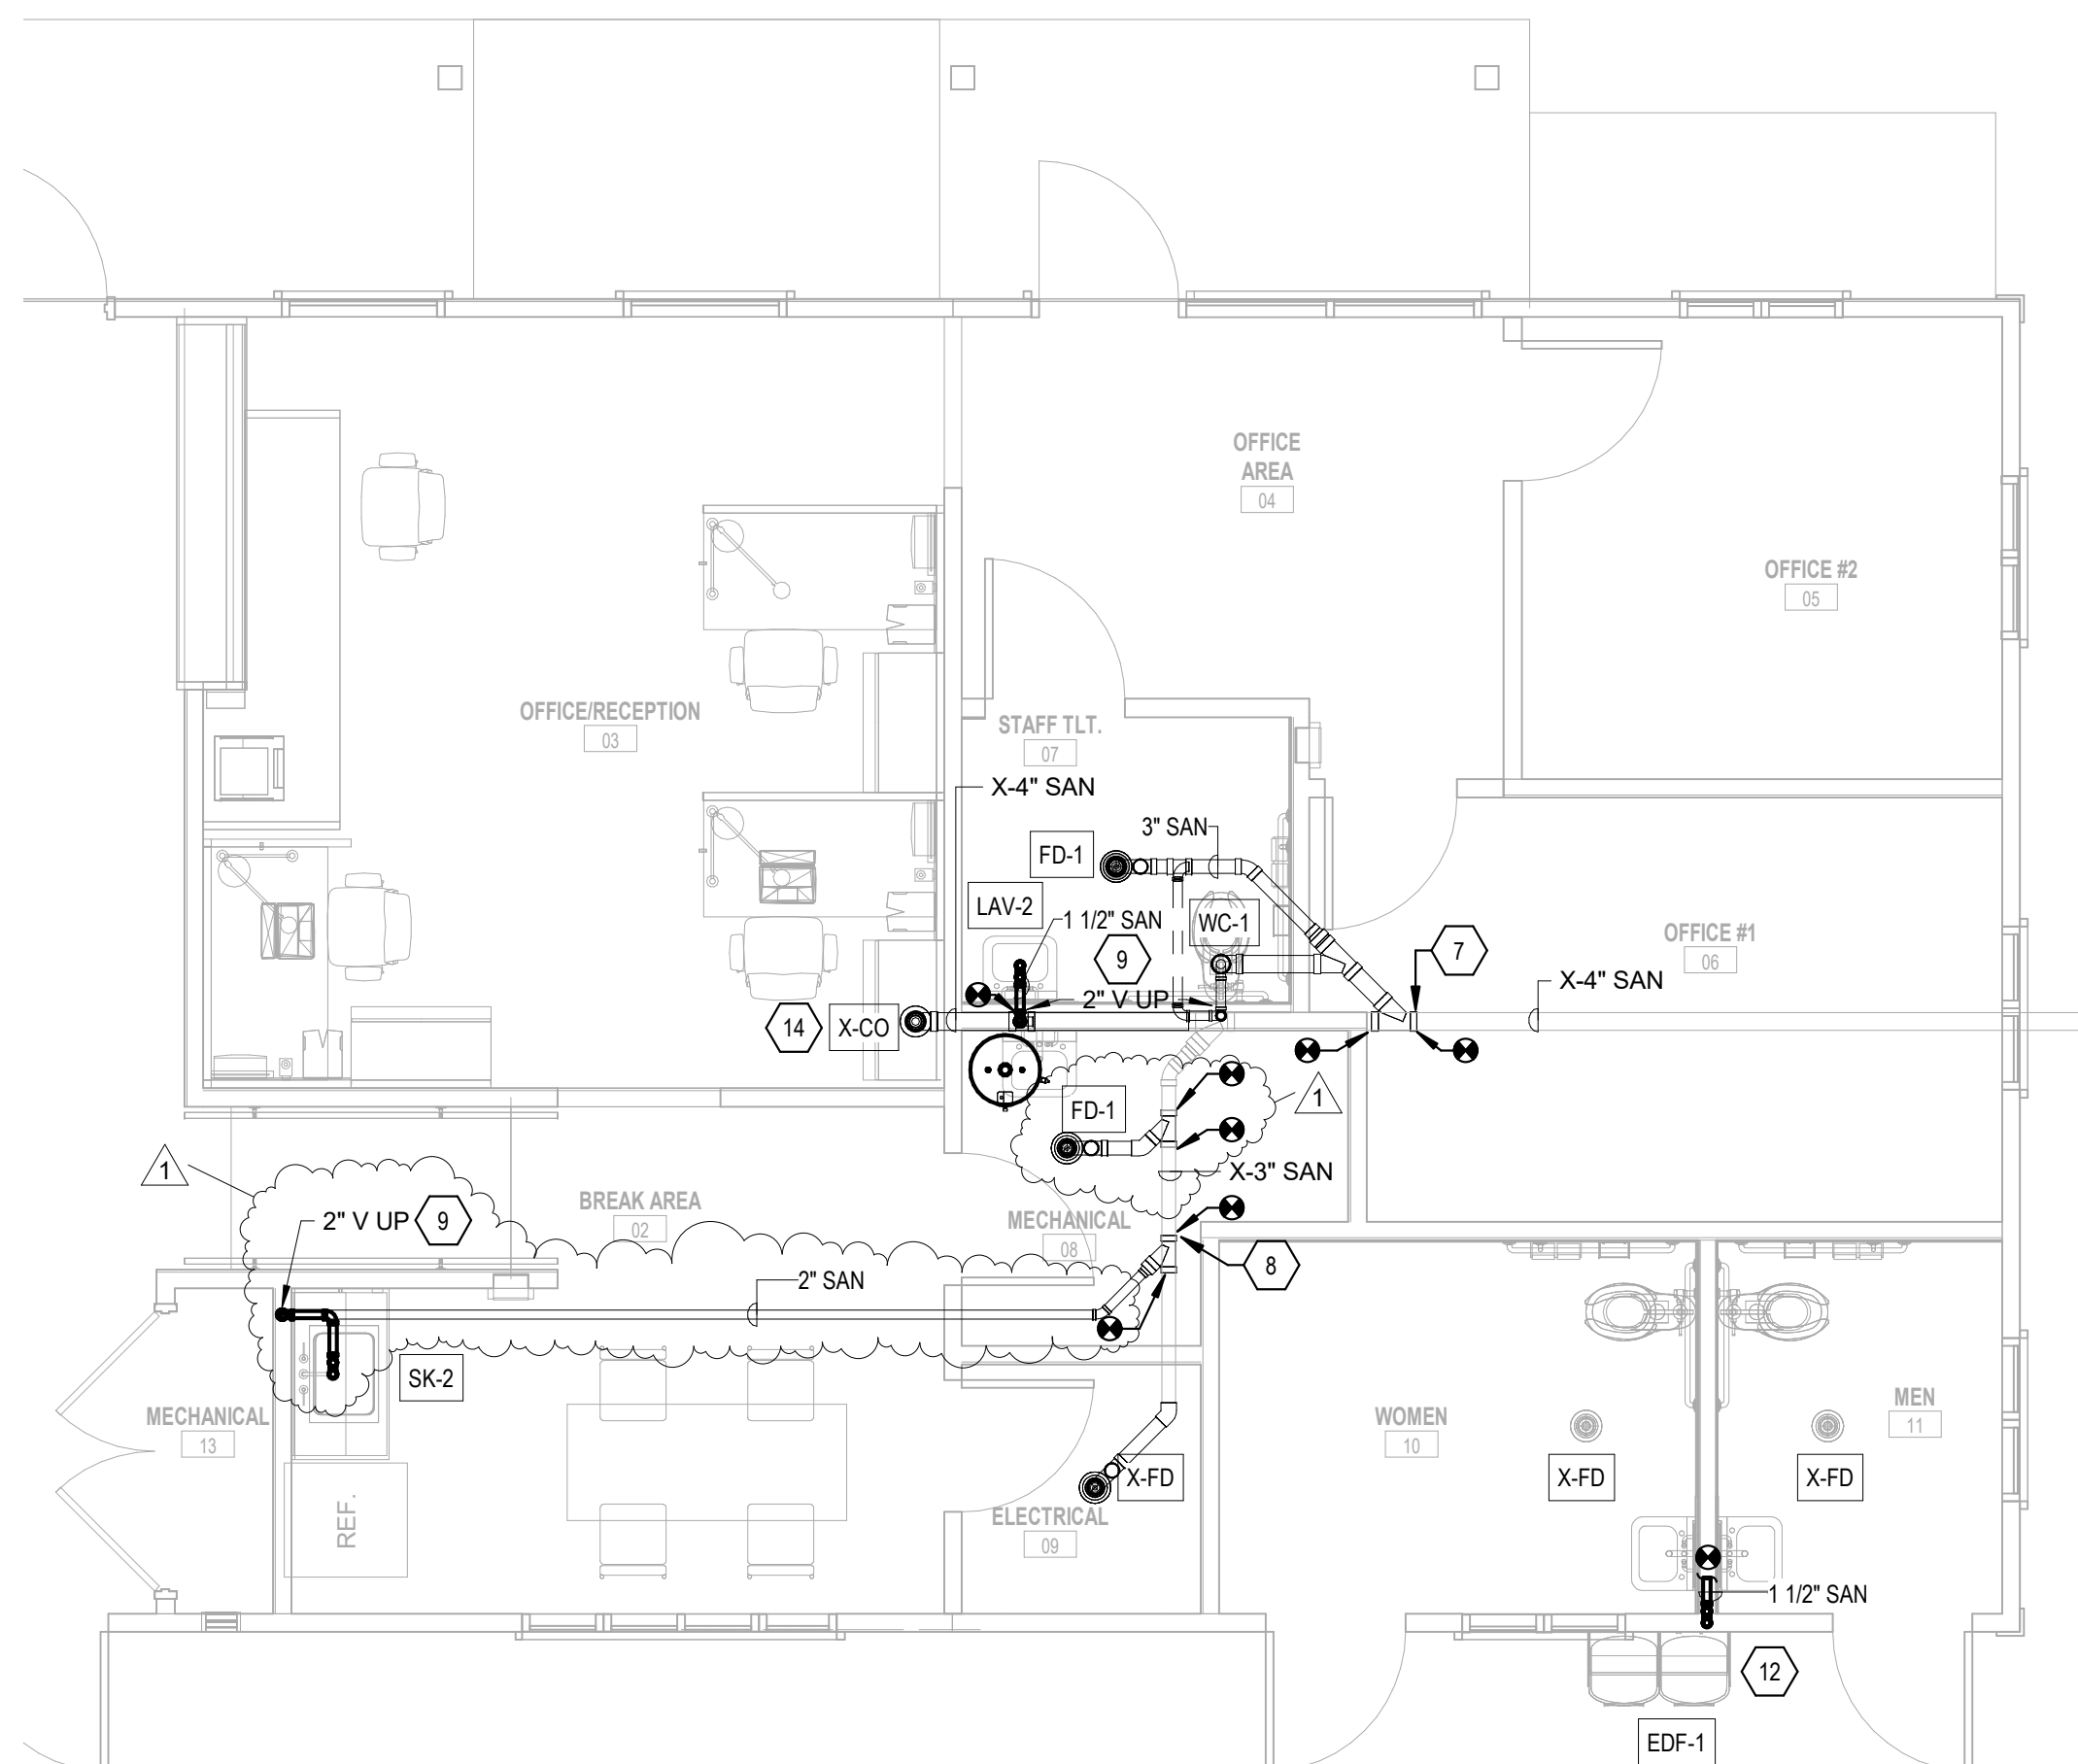 OFFICE
AREA
04
OFFICE #2
05
OFFICE/RECEPTION
03
STAFF TLT.
07
X-4" SAN
3" SAN
FD-1
LAV-2
1 1/2" SAN
WC-1
9
7
OFFICE #1
06
X-4" SAN
2" V UP
14
X-CO
FD-1
1
1
X-3" SAN
2" V UP
9
BREAK AREA
02
MECHANICAL
08
8
2" SAN
SK-2
MECHANICAL
13
WOMEN
10
MEN
11
X-FD
X-FD
X-FD
REF.
ELECTRICAL
09
1 1/2" SAN
12
EDF-1